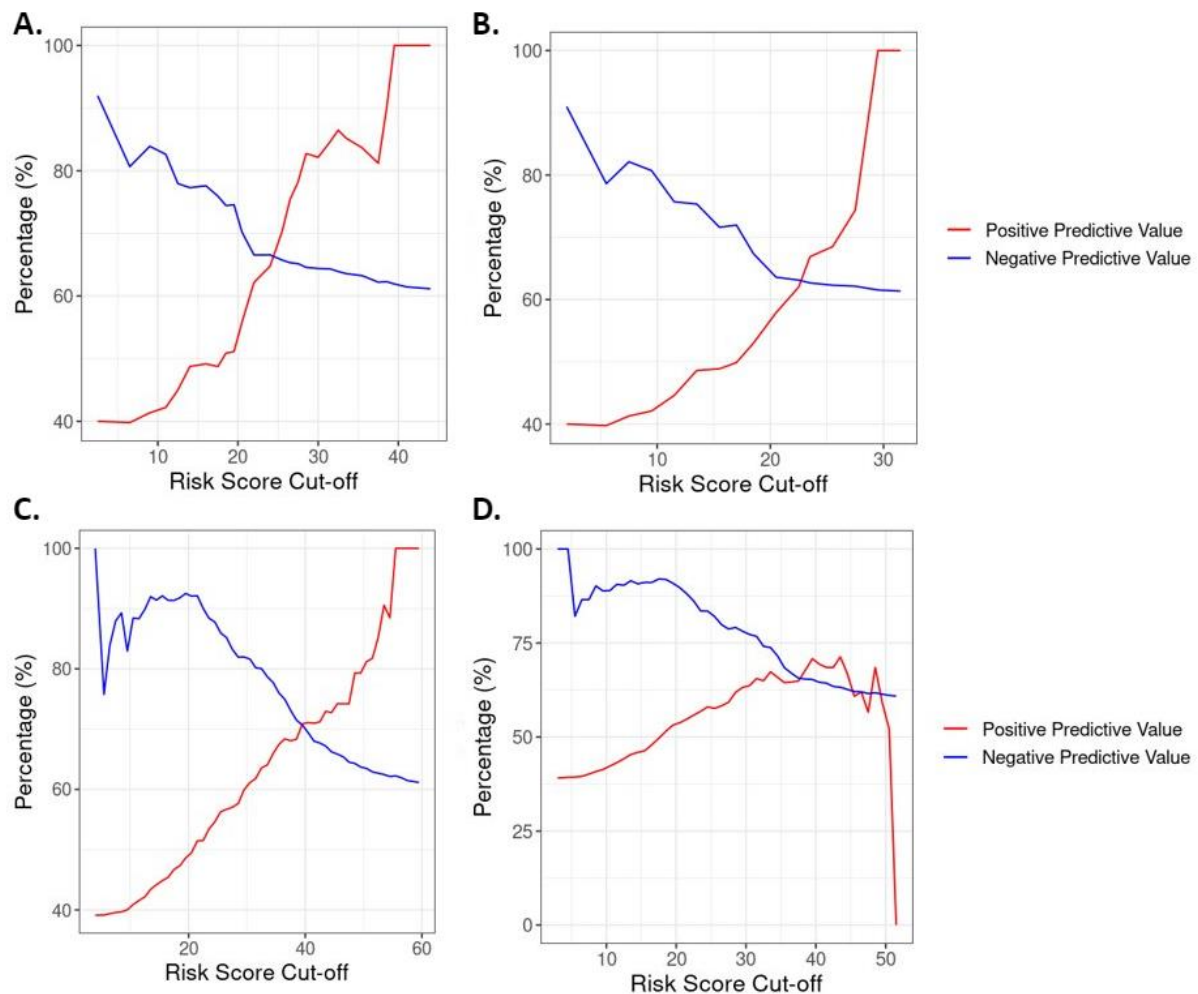 A.
Percentage (%)
100
80
60
40
10 20 30 40
Risk Score Cut-off
B.
Percentage (%)
100
80
60
40
10 20 30
Risk Score Cut-off
Positive Predictive Value
Negative Predictive Value
C.
Percentage (%)
100
80
60
40
20 40 60
Risk Score Cut-off
D.
Percentage (%)
100
75
50
25
0
10 20 30 40 50
Risk Score Cut-off
Positive Predictive Value
Negative Predictive Value